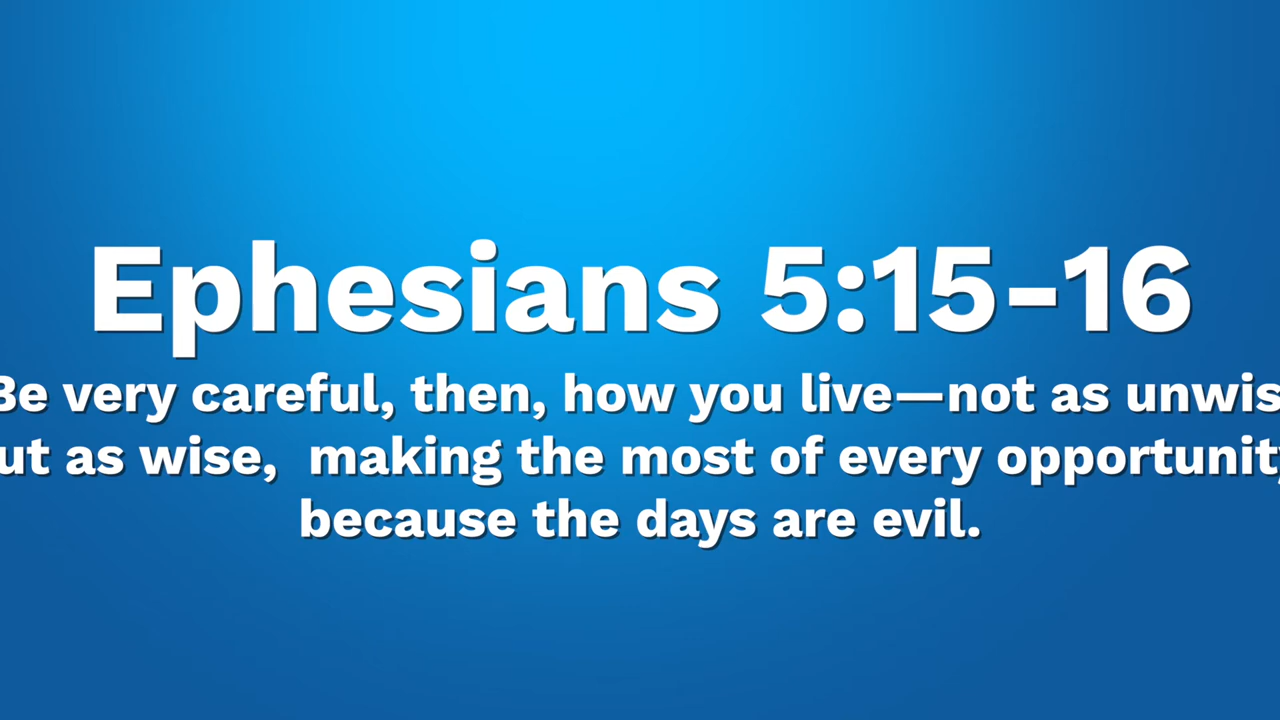 Ephesians 5:15-16
Be very careful, then, how you live—not as unwis
ut as wise, making the most of every opportunity
because the days are evil.